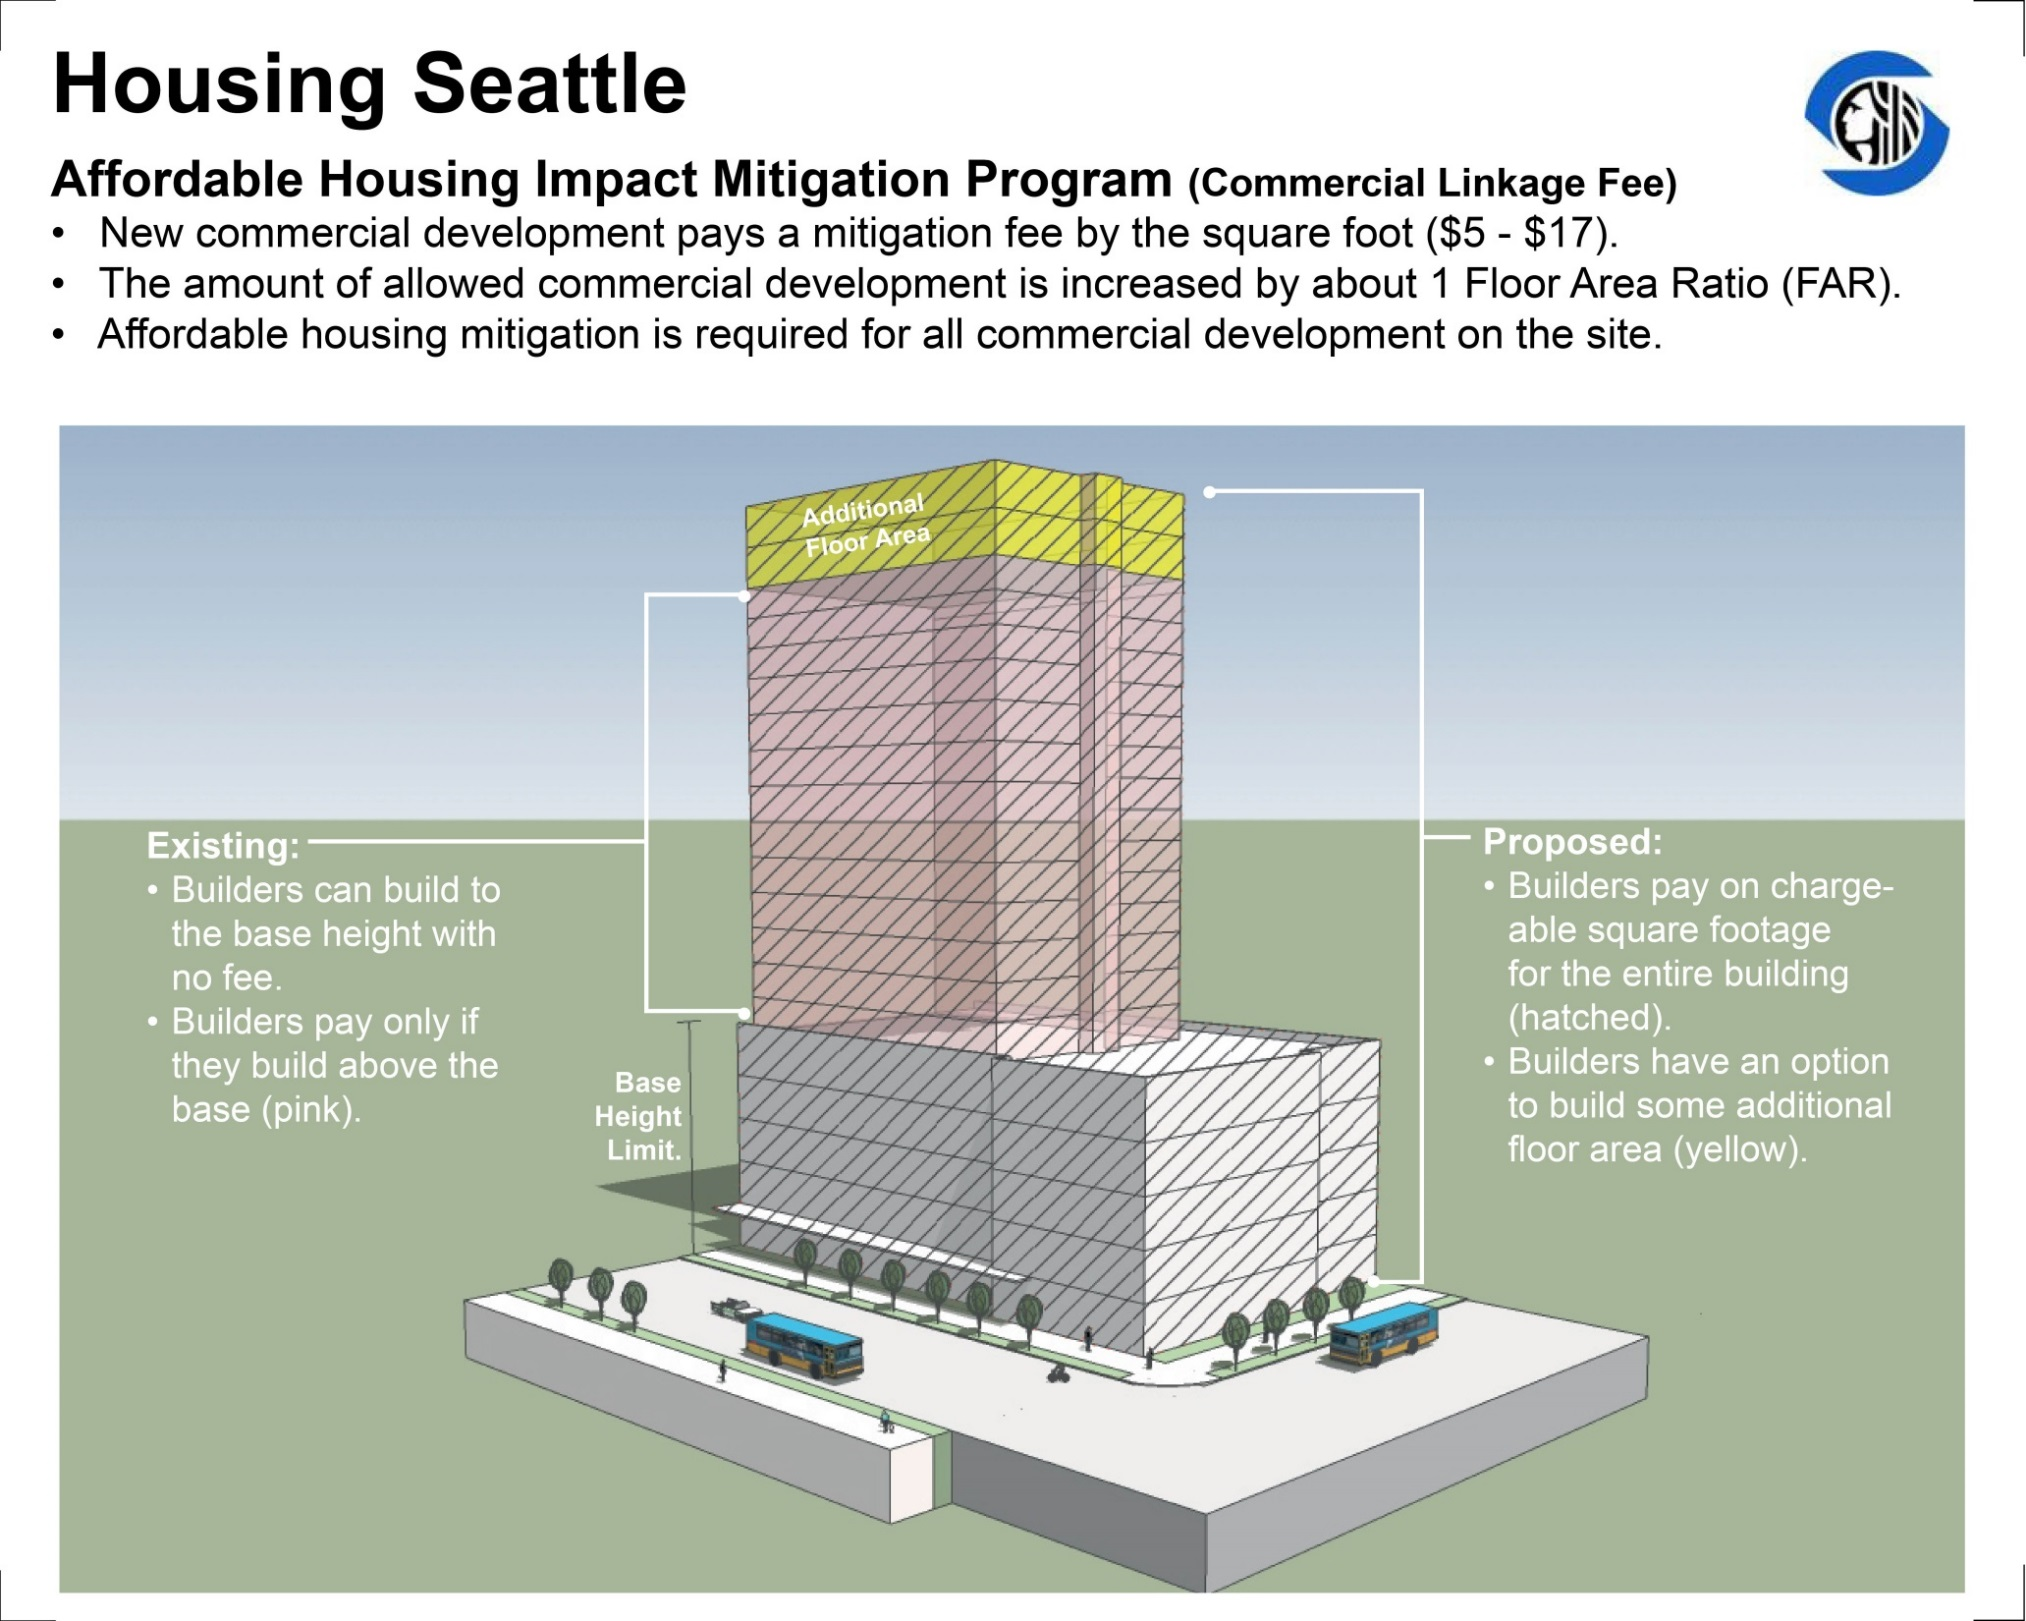 Housing Seattle
Affordable Housing Impact Mitigation Program (Commercial Linkage Fee)
• New commercial development pays a mitigation fee by the square foot ($5 - $17).
• The amount of allowed commercial development is increased by about 1 Floor Area Ratio (FAR).
• Affordable housing mitigation is required for all commercial development on the site.
Additional
Floor Area
Existing:
• Builders can build to
the base height with
no fee.
• Builders pay only if
they build above the
base (pink).
Base
Height
Limit.
Proposed:
• Builders pay on charge-
able square footage
for the entire building
(hatched).
• Builders have an option
to build some additional
floor area (yellow).